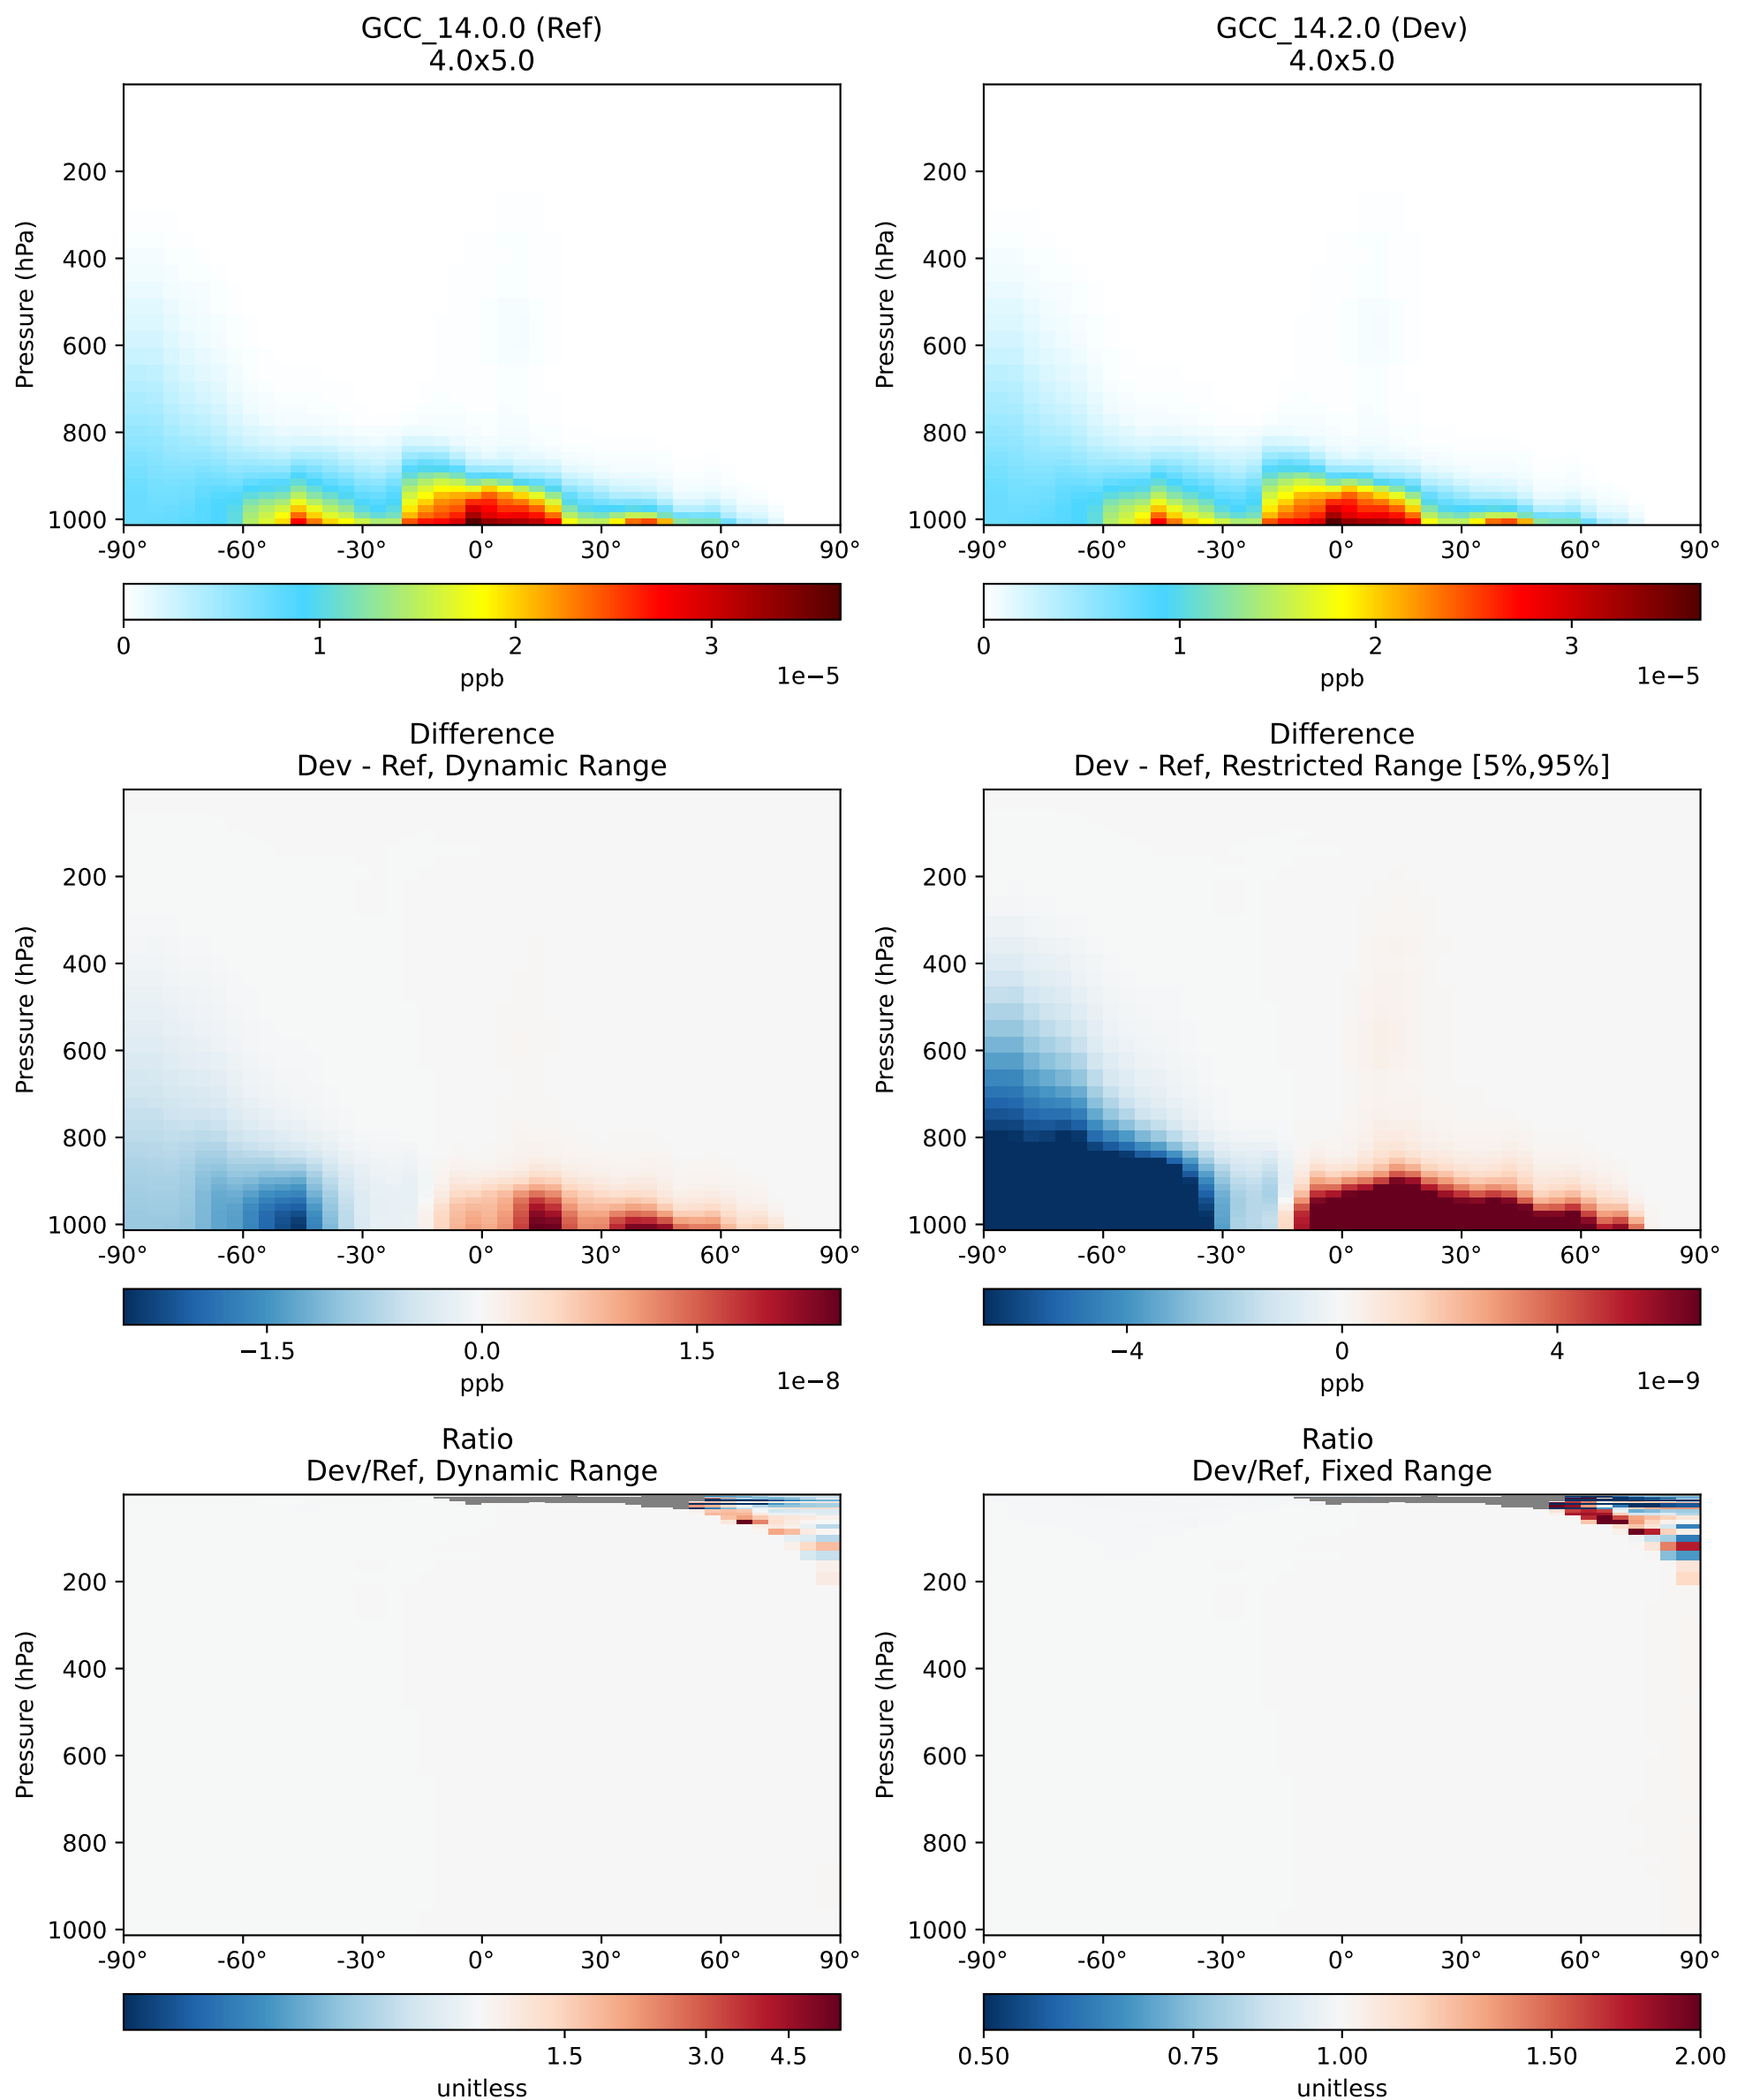 GCC_14.0.0 (Ref)
4.0x5.0
Pressure (hPa)
200
400
600
800
1000
-90° -60° -30° 0° 30° 60° 90°
0 1 2 3
ppb
1e−5
GCC_14.2.0 (Dev)
4.0x5.0
Pressure (hPa)
200
400
600
800
1000
-90° -60° -30° 0° 30° 60° 90°
0 1 2 3
ppb
1e−5
Difference
Dev - Ref, Dynamic Range
Pressure (hPa)
200
400
600
800
1000
-90° -60° -30° 0° 30° 60° 90°
−1.5 0.0 1.5
ppb
1e−8
Difference
Dev - Ref, Restricted Range [5%,95%]
Pressure (hPa)
200
400
600
800
1000
-90° -60° -30° 0° 30° 60° 90°
−4 0 4
ppb
1e−9
Ratio
Dev/Ref, Dynamic Range
Pressure (hPa)
200
400
600
800
1000
-90° -60° -30° 0° 30° 60° 90°
1.5 3.0 4.5
unitless
Ratio
Dev/Ref, Fixed Range
Pressure (hPa)
200
400
600
800
1000
-90° -60° -30° 0° 30° 60° 90°
0.50 0.75 1.00 1.50 2.00
unitless